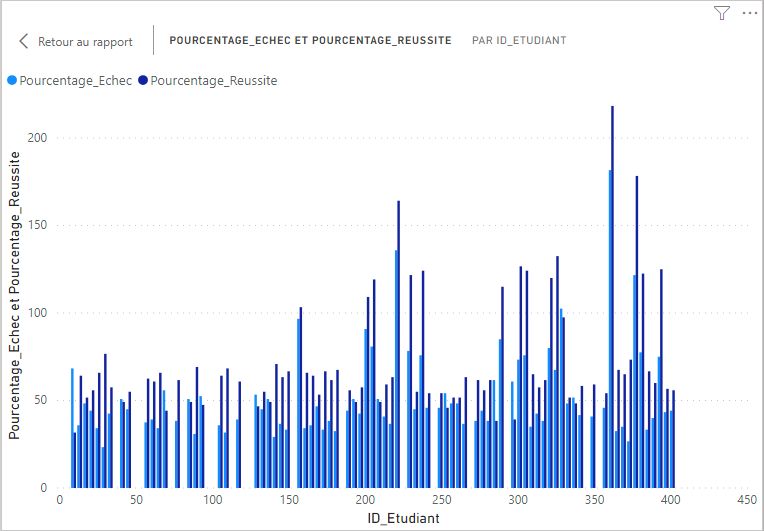 Retour au rapport
POURCENTAGE_ECHEC ET POURCENTAGE_REUSSITE
PAR ID_ETUDIANT
Pourcentage_Echec
Pourcentage_Reussite
Pourcentage_Echec et Pourcentage_Reussite
200
150
100
50
0
0 50 100 150 200 250 300 350 400 450
ID_Etudiant